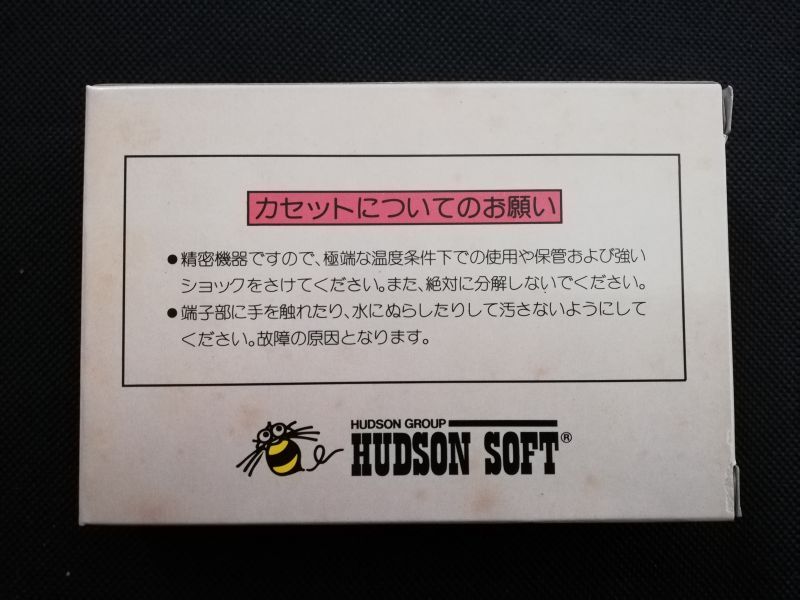 カセットについてのお願い
●精密機器ですので、極端な温度条件下での使用や保管および強い
ショックをさけてください。また、絶対に分解しないでください。
●端子部に手を触れたり、水にぬらしたりして汚さないようにして
ください。故障の原因となります。
HUDSON GROUP
HUDSON SOFT®